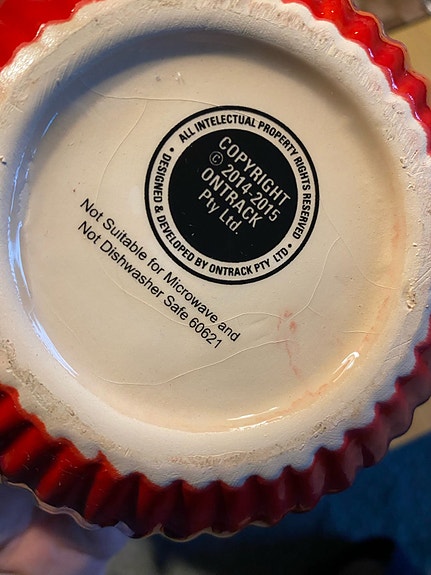 ALL INTELECTUAL PROPERTY RIGHTS RESERVED
• DESIGNED & DEVELOPED BY ONTRACK PTY LTD •
COPYRIGHT
© 2014-2015
ONTRACK
Pty Ltd.
Not Suitable for Microwave and
Not Dishwasher Safe 60621